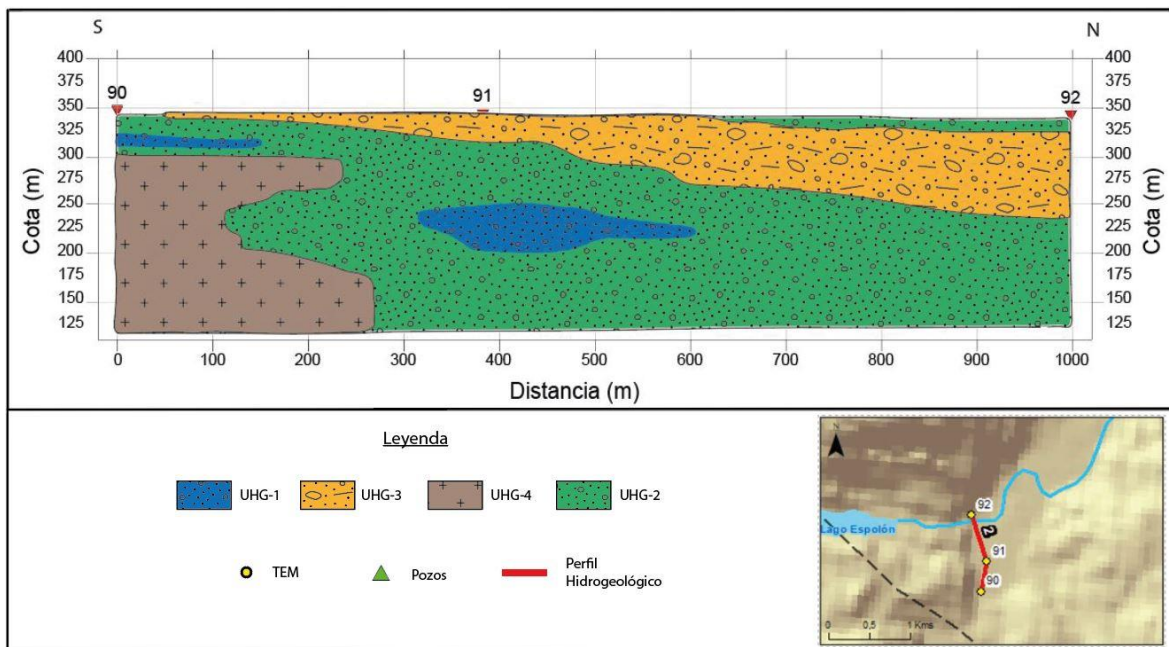 S N
400 400
375 375
90 91 92
350 350
325 325
300 300
275 275
250 250
225 225
200 200
175 175
150 150
125 125
Cota (m) Cota (m)
0 100 200 300 400 500 600 700 800 900 1000
Distancia (m)
Leyenda
UHG-1 UHG-3 UHG-4 UHG-2
TEM Pozos Perfil
Hidrogeológico
N
92
Lago Espolón
2
91
90
0 0,5 1 Kms